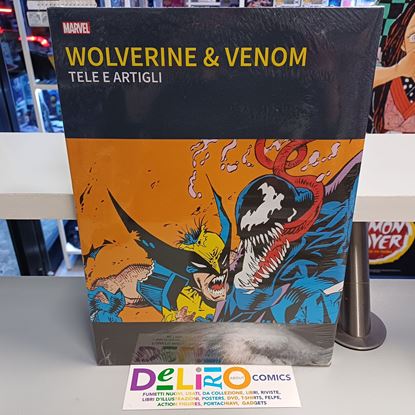 MARVEL
WOLVERINE & VENOM
TELE E ARTIGLI
DELIRIO COMICS
FUMETTI NUOVI, USATI, DA COLLEZIONE, LIBRI, RIVISTE,
LIBRI D'ILLUSTRAZIONI, POSTERS, DVD, T-SHIRTS, FELPE,
ACTION FIGURES, PORTACHIAVI, GADGETS